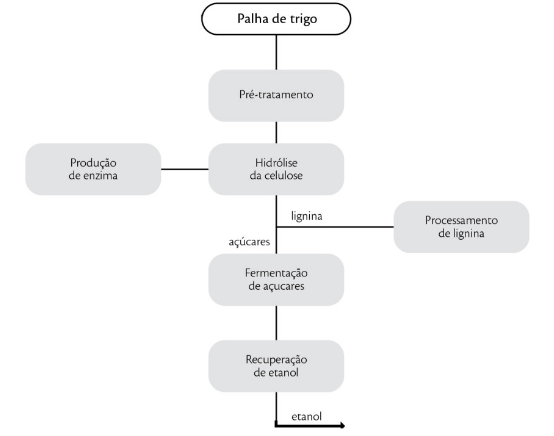 Palha de trigo
Pré-tratamento
Produção
de enzima
Hidrólise
da celulose
lignina
Processamento
de lignina
açúcares
Fermentação
de açucares
Recuperação
de etanol
etanol